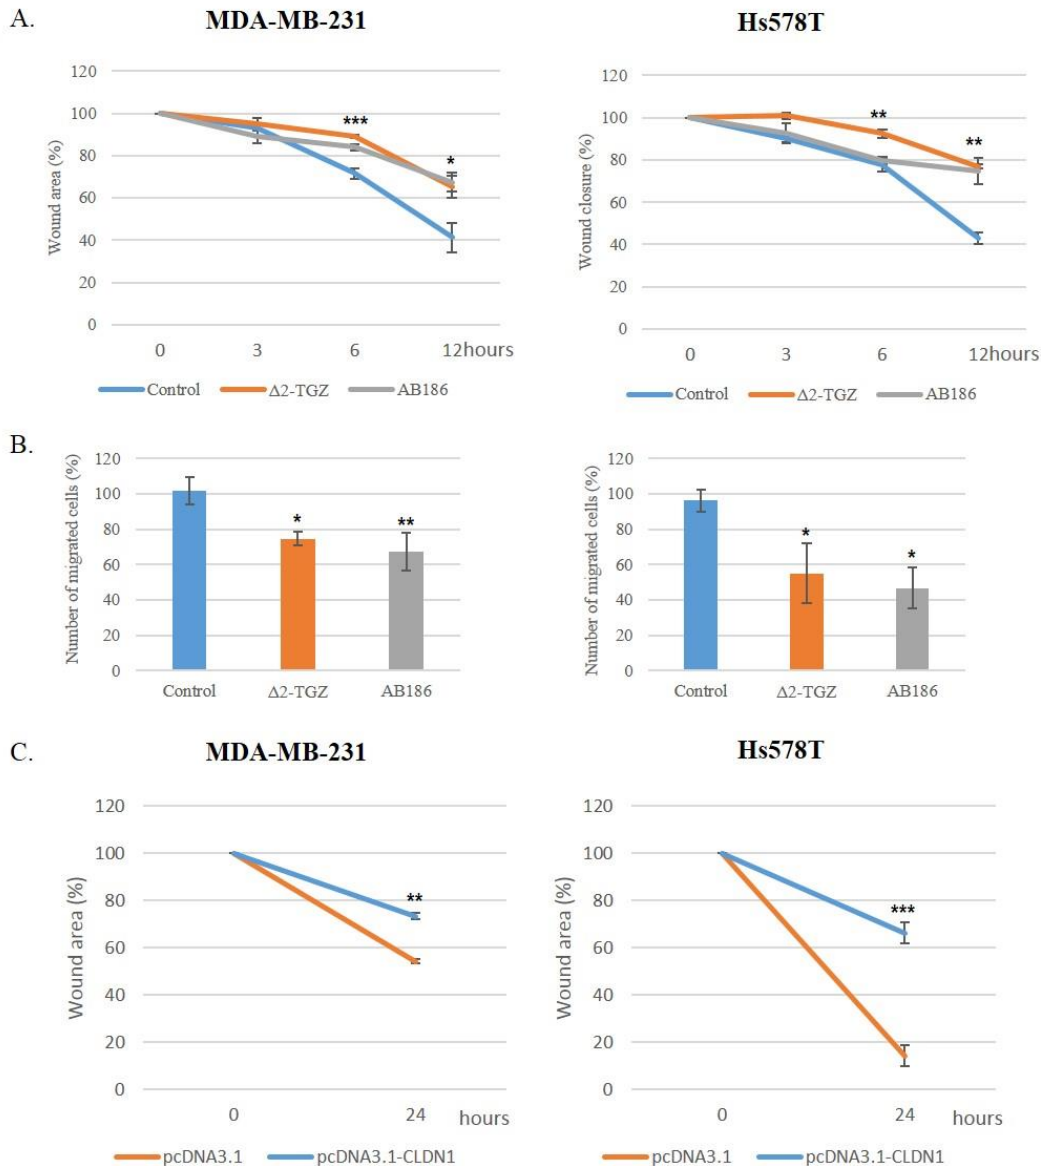 A.
MDA-MB-231
Hs578T
Wound area (%)
120
100
80
60
40
20
0
***
*
0 3 6 12hours
Control Δ2-TGZ AB186
Wound closure (%)
120
100
80
60
40
20
0
**
**
0 3 6 12hours
Control Δ2-TGZ AB186
B.
Number of migrated cells (%)
120
100
80
60
40
20
0
*
**
Control Δ2-TGZ AB186
Number of migrated cells (%)
120
100
80
60
40
20
0
*
*
Control Δ2-TGZ AB186
C.
MDA-MB-231
Hs578T
Wound area (%)
120
100
80
60
40
20
0
**
0 24 hours
pcDNA3.1 pcDNA3.1-CLDN1
Wound area (%)
120
100
80
60
40
20
0
***
0 24 hours
pcDNA3.1 pcDNA3.1-CLDN1